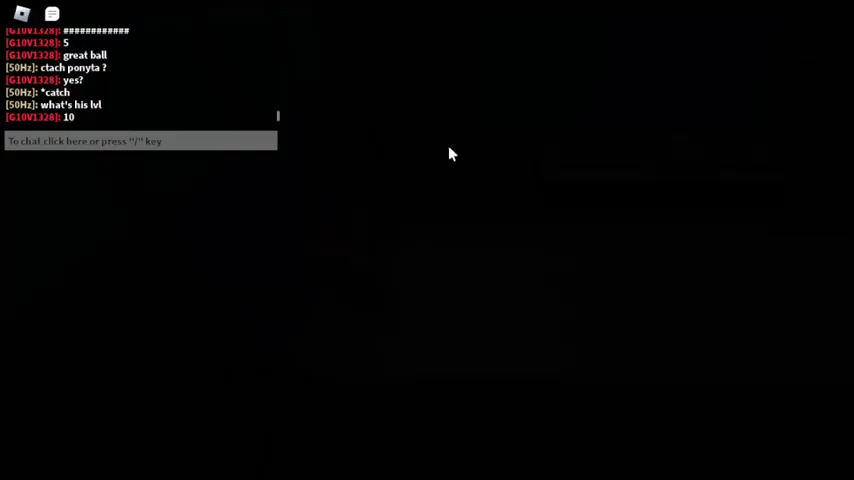 [G10V1328]: ############
[G10V1328]: 5
[G10V1328]: great ball
[50Hz]: ctach ponyta ?
[G10V1328]: yes?
[50Hz]: *catch
[50Hz]: what's his lvl
[G10V1328]: 10
To chat click here or press "/" key